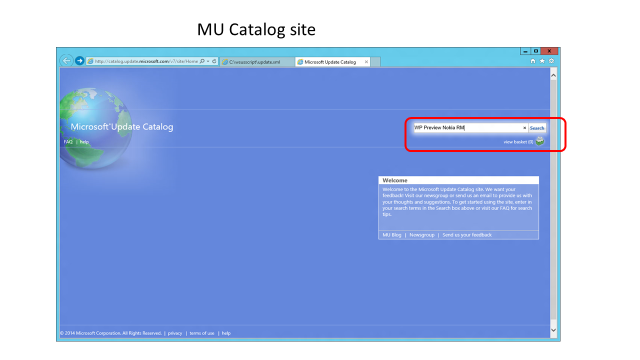 MU Catalog site
http://catalog.update.microsoft.com/v7/site/Home
C:\wsusscript\update.xml
Microsoft Update Catalog
Microsoft Update Catalog
WP Preview Nokia RM
Search
FAQ | help
view basket (0)
Welcome
Welcome to the Microsoft Update Catalog site. We want your
feedback! Visit our newsgroup or send us an email to provide us with
your thoughts and suggestions. To get started using the site, enter in
your search terms in the Search box above or visit our FAQ for search
tips.
MU Blog | Newsgroup | Send us your feedback
© 2014 Microsoft Corporation. All Rights Reserved. | privacy | terms of use | help